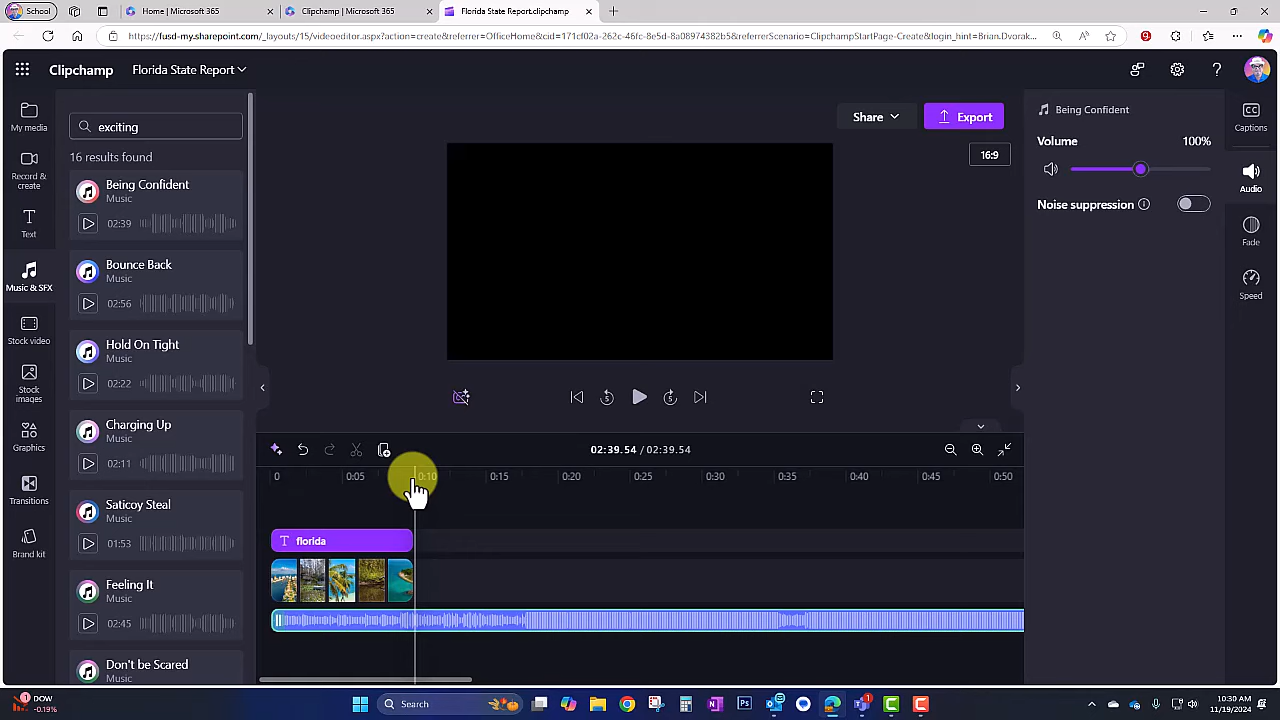 School
Home | Microsoft 365
Clipchamp | Microsoft 365
Florida State Report.clipchamp
https://fusd-my.sharepoint.com/_layouts/15/videoeditor.aspx?action=create&referrer=OfficeHome&cid=171cf02a-262c-46fc-8e5d-8a08974382b5&referrerScenario=ClipchampStartPage-Create&login_hint=Brian.Dvorak...
Clipchamp
Florida State Report
My media
Record & create
Text
Music & SFX
Stock video
Stock images
Graphics
Transitions
Brand kit
exciting
16 results found
Being Confident
Music
02:39
Bounce Back
Music
02:56
Hold On Tight
Music
02:22
Charging Up
Music
02:11
Saticoy Steal
Music
01:53
Feeling It
Music
02:45
Don't be Scared
Music
Share
Export
16:9
5
5
02:39.54 / 02:39.54
0 0:05 0:10 0:15 0:20 0:25 0:30 0:35 0:40 0:45 0:50
T florida
Being Confident
Volume 100%
Noise suppression
CC
Captions
Audio
Fade
Speed
1
DOW
-0.19%
Search
10:30 AM
11/19/2024